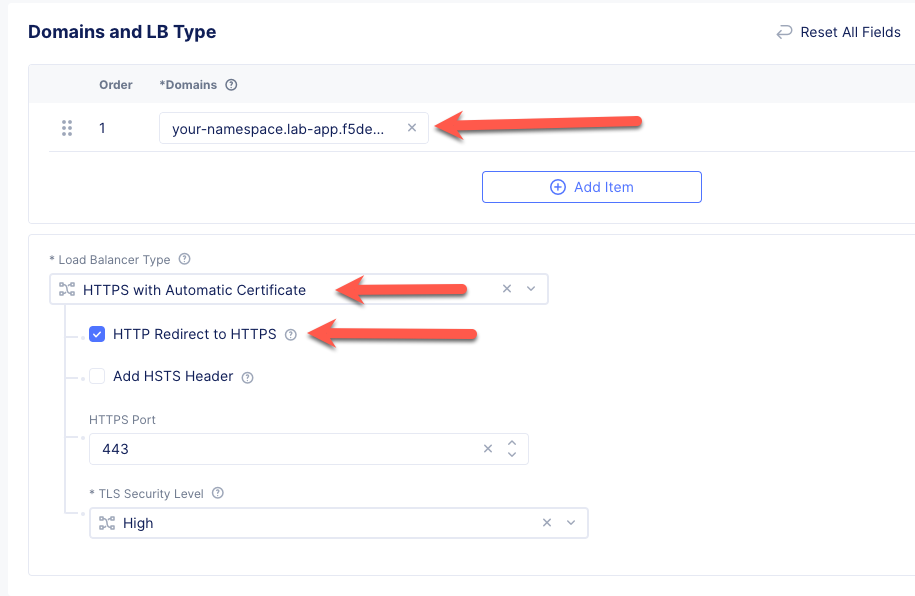 Domains and LB Type
Reset All Fields
Order *Domains
1 your-namespace.lab-app.f5de...
Add Item
* Load Balancer Type
HTTPS with Automatic Certificate
HTTP Redirect to HTTPS
Add HSTS Header
HTTPS Port
443
* TLS Security Level
High